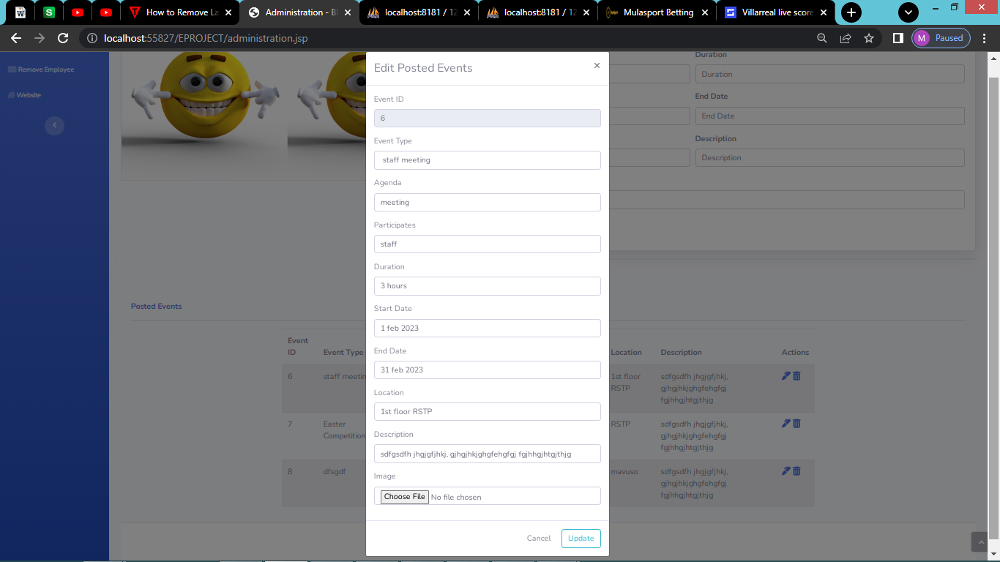 How to Remove La
Administration - Bl
localhost:8181 / 12
localhost:8181 / 12
Mulasport Betting
Villarreal live score
localhost:55827/EPROJECT/administration.jsp
M Paused
Remove Employee
Website
Edit Posted Events
×
Event ID
6
Event Type
staff meeting
Agenda
meeting
Participates
staff
Duration
3 hours
Start Date
1 feb 2023
End Date
31 feb 2023
Location
1st floor RSTP
Description
sdfgsdfh jhgjgfjhkj, gjhgjhkjghgfehgfgj fgjhhgjhtgjthjg
Image
Choose File No file chosen
Cancel Update
Duration
Duration
End Date
End Date
Description
Description
Posted Events
Event ID Event Type Location Description Actions
6 staff meetin 1st floor RSTP sdfgsdfh jhgjgfjhkj,
gjhgjhkjghgfehgfgj
fgjhhgjhtgjthjg
7 Easter Competition RSTP sdfgsdfh jhgjgfjhkj,
gjhgjhkjghgfehgfgj
fgjhhgjhtgjthjg
8 dfsgdf mavuso sdfgsdfh jhgjgfjhkj,
gjhgjhkjghgfehgfgj
fgjhhgjhtgjthjg